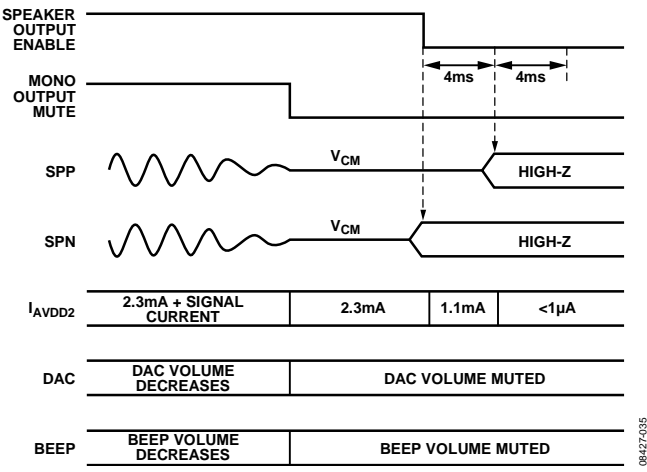 SPEAKER
OUTPUT
ENABLE
4ms 4ms
MONO
OUTPUT
MUTE
SPP
VCM
HIGH-Z
SPN
VCM
HIGH-Z
IAVDD2
2.3mA + SIGNAL
CURRENT
2.3mA
1.1mA
<1µA
DAC
DAC VOLUME
DECREASES
DAC VOLUME MUTED
BEEP
BEEP VOLUME
DECREASES
BEEP VOLUME MUTED
08427-035